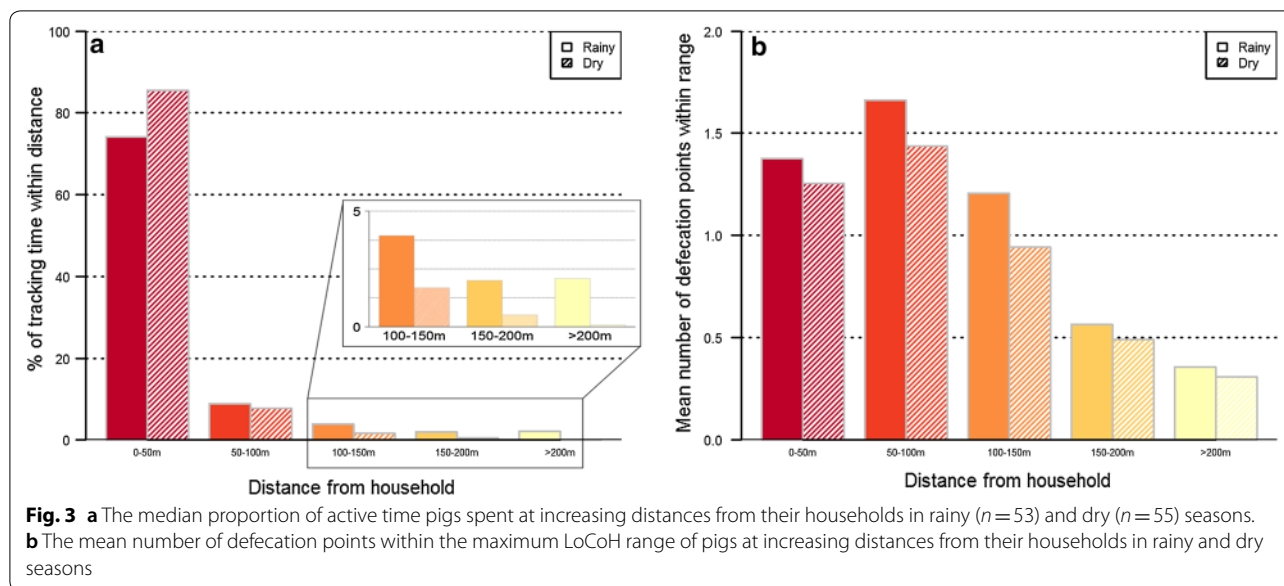 a
Rainy
Dry
% of tracking time within distance
100
80
60
40
20
0
5
0
100-150m 150-200m >200m
0-50m 50-100m 100-150m 150-200m >200m
Distance from household
b
Rainy
Dry
Mean number of defecation points within range
2.0
1.5
1.0
0.5
0.0
0-50m 50-100m 100-150m 150-200m >200m
Distance from household
Fig. 3 a The median proportion of active time pigs spent at increasing distances from their households in rainy (n = 53) and dry (n = 55) seasons.
b The mean number of defecation points within the maximum LoCoH range of pigs at increasing distances from their households in rainy and dry
seasons